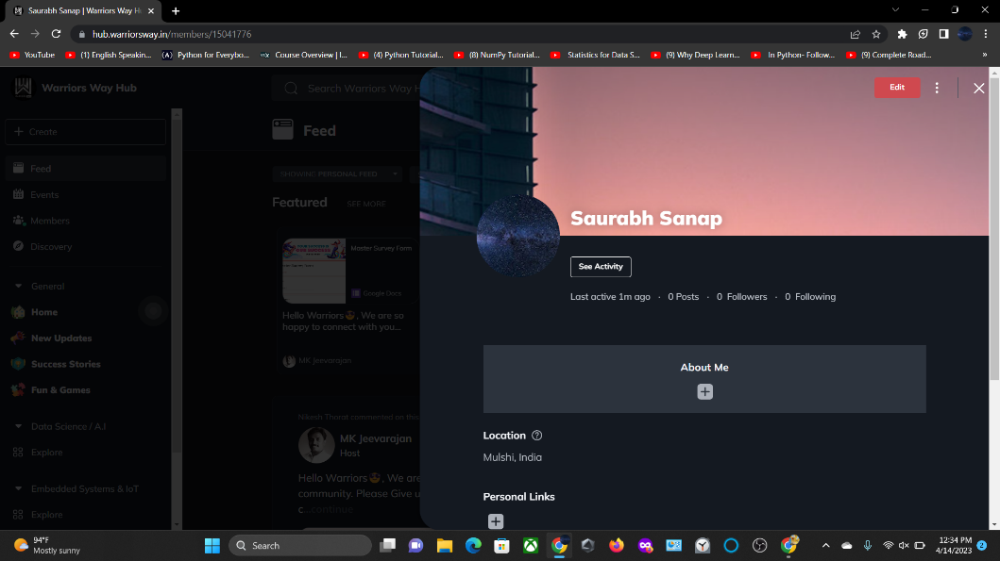 Saurabh Sanap | Warriors Way Hu
hub.warriorsway.in/members/15041776
YouTube
(1) English Speakin...
Python for Everybo...
Course Overview | I...
(4) Python Tutorial...
(8) NumPy Tutorial...
Statistics for Data S...
(9) Why Deep Learn...
In Python- Follow...
(9) Complete Road...
»
Warriors Way Hub
Search Warriors Way H
Edit
Create
Feed
Feed
Events
Members
Discovery
SHOWING PERSONAL FEED
Featured
SEE MORE
Master Survey Form
Google Docs
Hello Warriors, We are so
happy to connect with you...
MK Jeevarajan
General
Home
New Updates
Success Stories
Fun & Games
Data Science / A.I
Explore
Embedded Systems & IoT
Explore
Nikesh Thorat commented on this
MK Jeevarajan
Host
Hello Warriors, We are
community. Please Give u
c ...continue
Saurabh Sanap
See Activity
Last active 1m ago · 0 Posts · 0 Followers · 0 Following
About Me
Location ?
Mulshi, India
Personal Links
94°F
Mostly sunny
Search
12:34 PM
4/14/2023
2